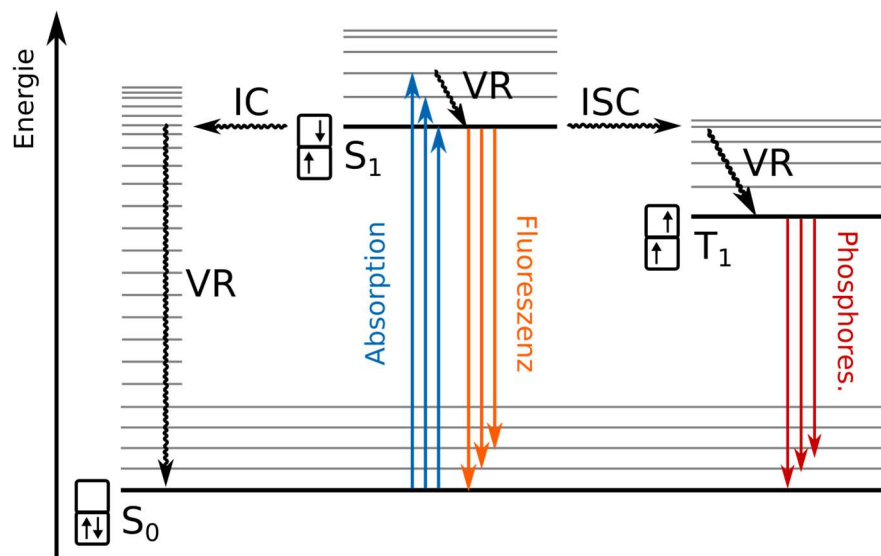 Energie
IC
VR
ISC
S1
VR
T1
VR
Absorption
Fluoreszenz
Phosphores.
S0